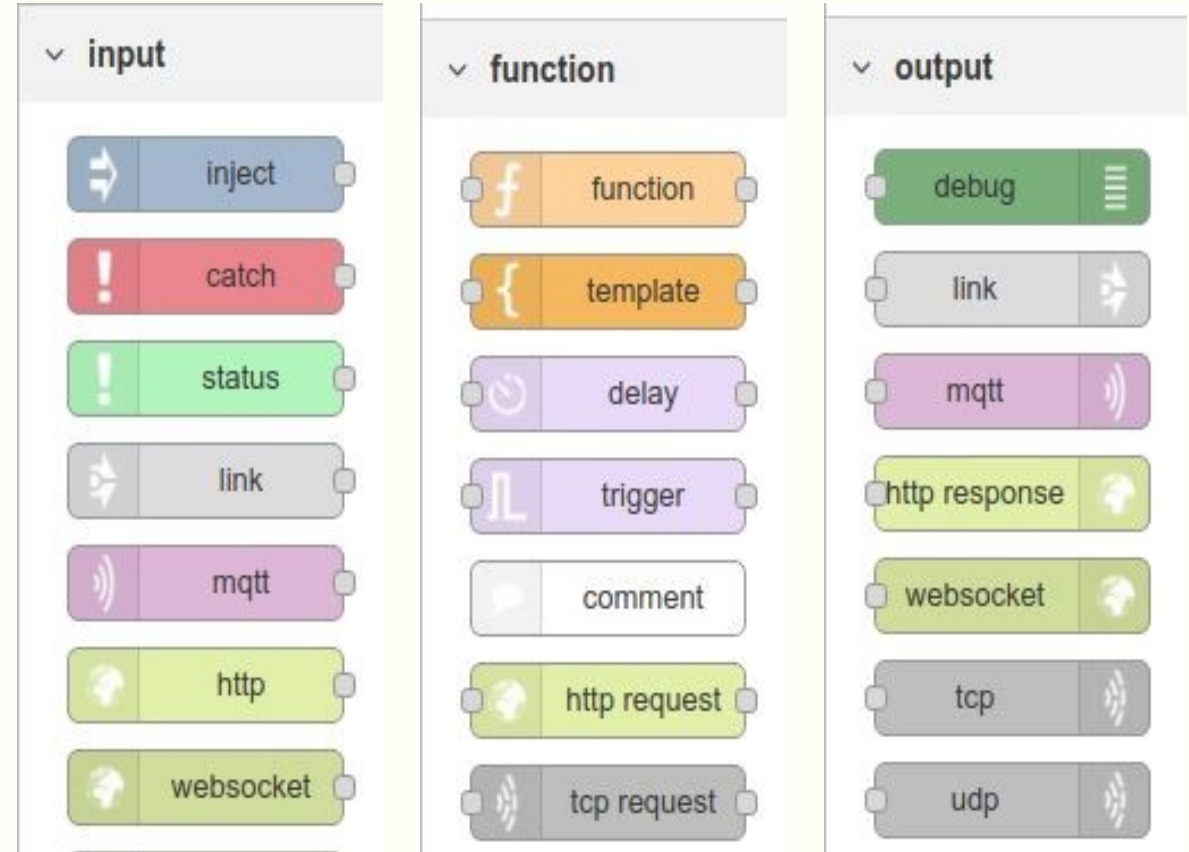 input
inject
catch
status
link
mqtt
http
websocket
function
function
template
delay
trigger
comment
http request
tcp request
output
debug
link
mqtt
http response
websocket
tcp
udp